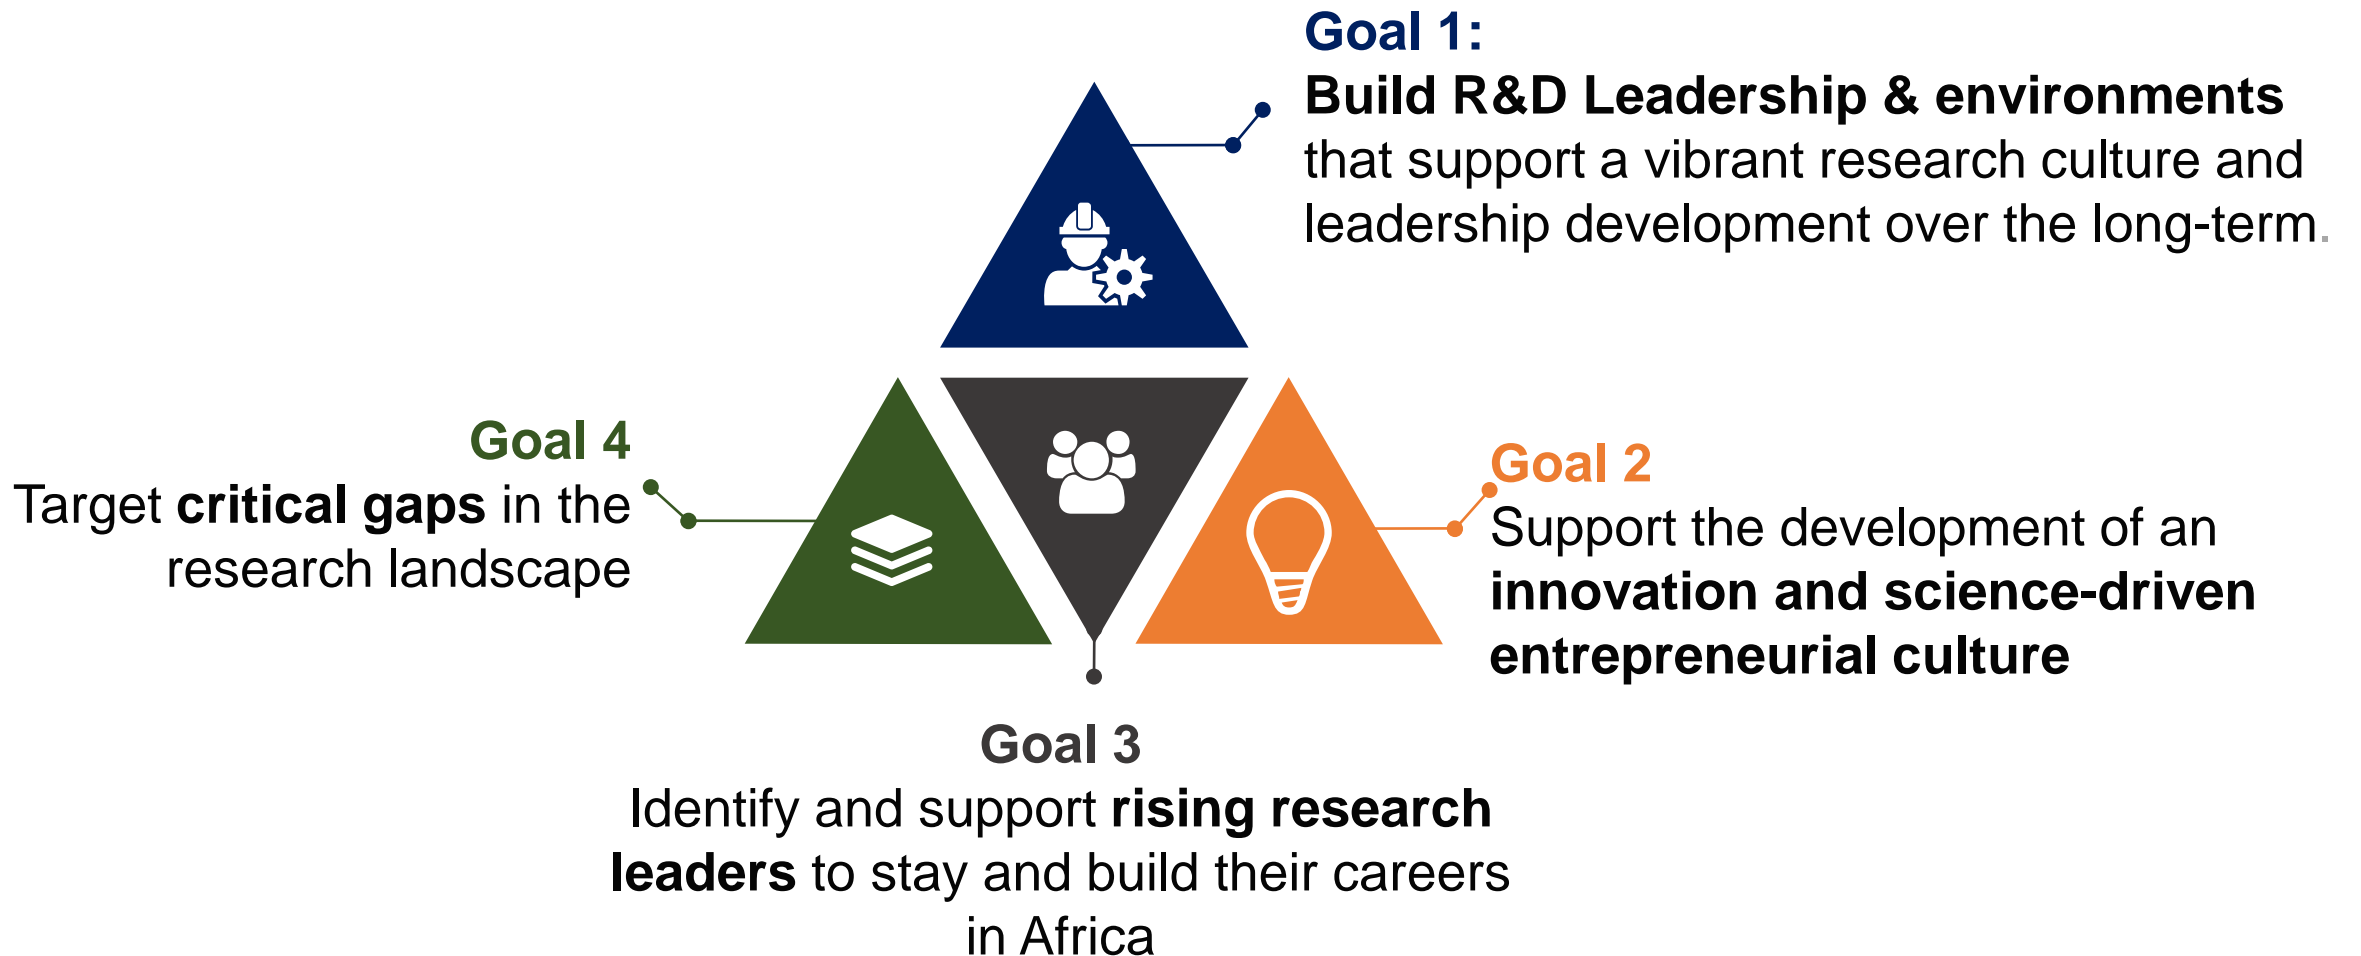 Goal 1:
Build R&D Leadership & environments
that support a vibrant research culture and
leadership development over the long-term.
Goal 2
Support the development of an
innovation and science-driven
entrepreneurial culture
Goal 3
Identify and support rising research
leaders to stay and build their careers
in Africa
Goal 4
Target critical gaps in the
research landscape